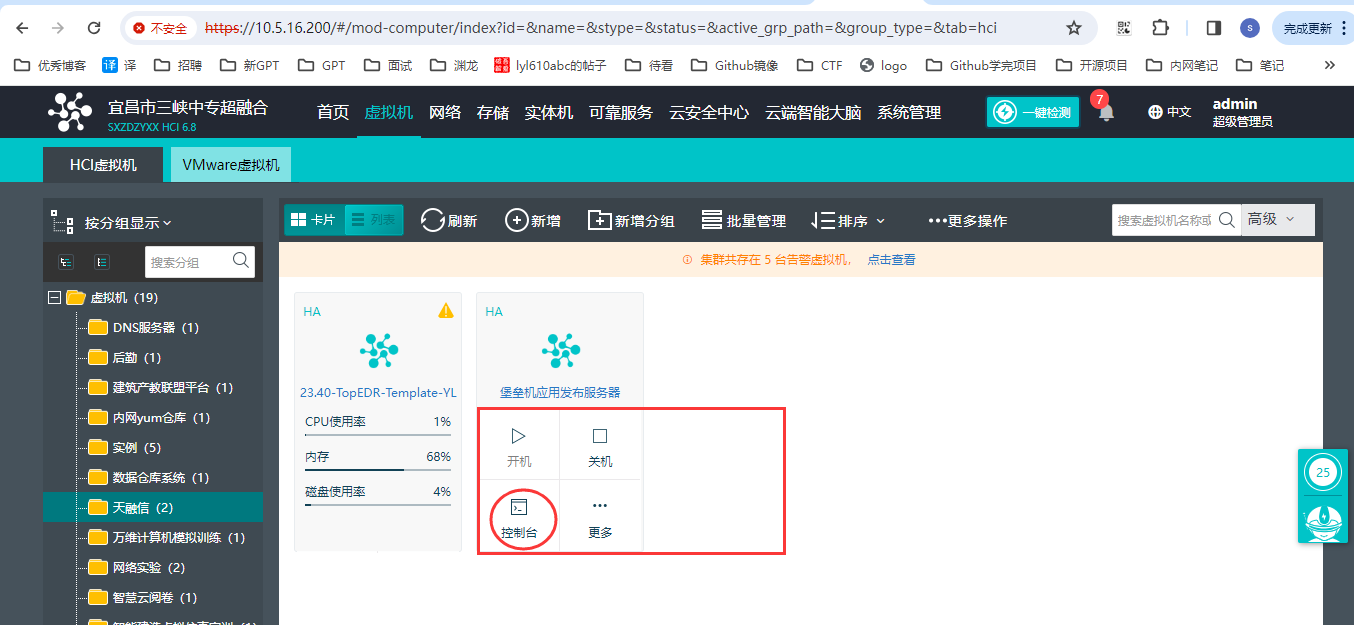 不安全 https://10.5.16.200/#/mod-computer/index?id=&name=&stype=&status=&active_grp_path=&group_type=&tab=hci S 完成更新
优秀博客 译 译 招聘 新GPT GPT 面试 渊龙 lyl610abc的帖子 待看 Github镜像 CTF logo Github学完项目 开源项目 内网笔记 笔记 »
宜昌市三峡中专超融合
SXZDZYXX HCI 6.8
首页 虚拟机 网络 存储 实体机 可靠服务 云安全中心 云端智能大脑 系统管理 一键检测 7 中文
admin
超级管理员
HCI虚拟机 VMware虚拟机
按分组显示 卡片 列表 刷新 新增 新增分组 批量管理 排序 更多操作 搜索虚拟机名称或 高级
搜索分组
集群共存在 5 台告警虚拟机， 点击查看
虚拟机 (19)
DNS服务器 (1)
后勤 (1)
建筑产教联盟平台 (1)
内网yum仓库 (1)
实例 (5)
数据仓库系统 (1)
天融信 (2)
万维计算机模拟训练 (1)
网络实验 (2)
智慧云阅卷 (1)
HA
23.40-TopEDR-Template-YL
CPU使用率 1%
内存 68%
磁盘使用率 4%
HA
堡垒机应用发布服务器
开机 关机
控制台 更多
25